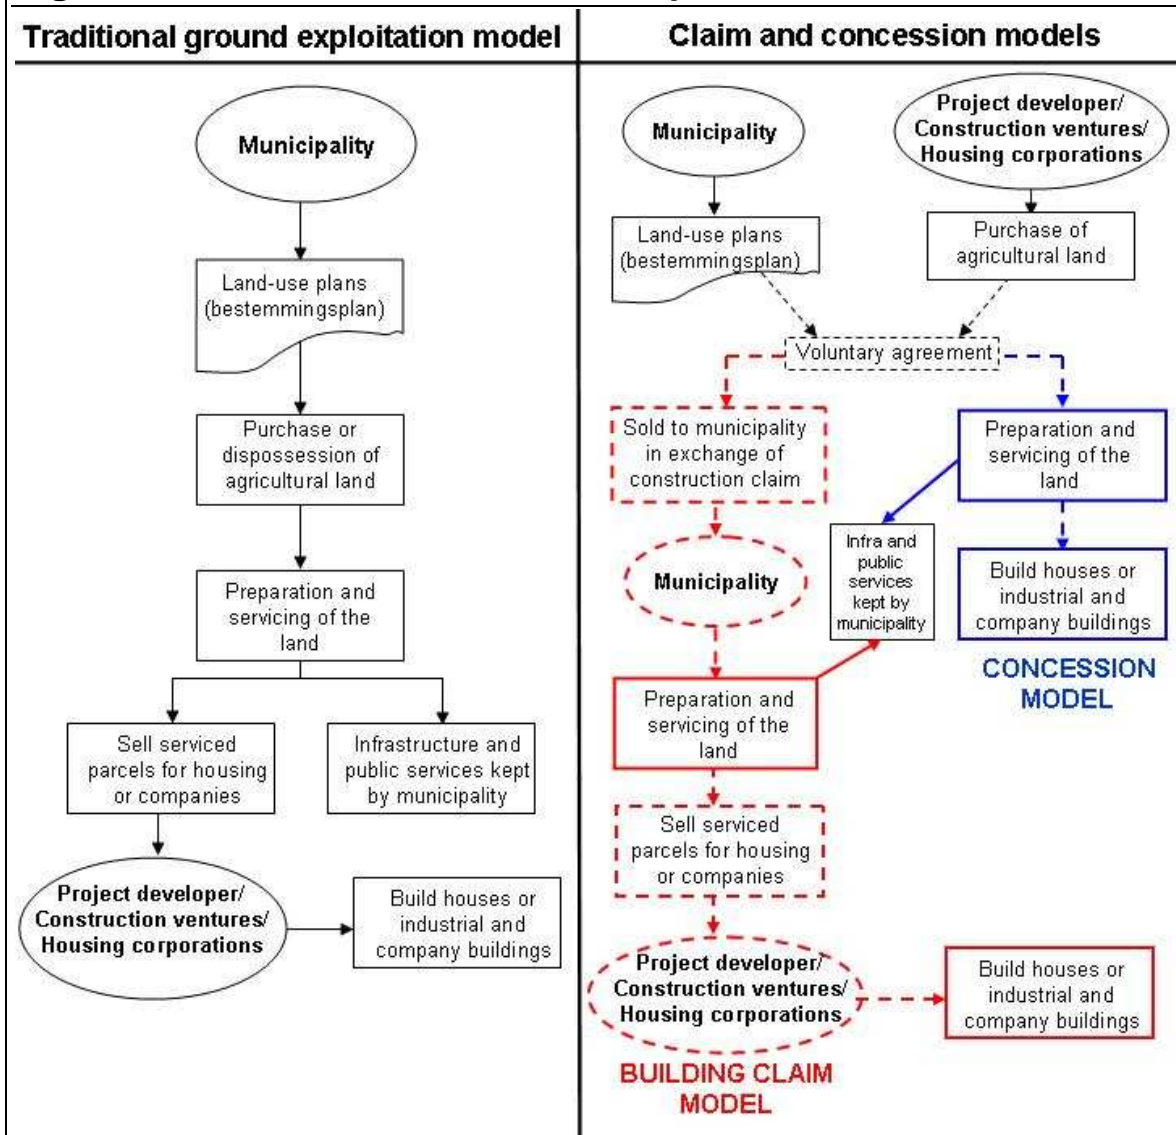 Traditional ground exploitation model
Municipality
Land-use plans
(bestemmingsplan)
Purchase or
dispossession of
agricultural land
Preparation and
servicing of the
land
Sell serviced
parcels for housing
or companies
Infrastructure and
public services kept
by municipality
Project developer/
Construction ventures/
Housing corporations
Build houses or
industrial and
company buildings
Claim and concession models
Municipality
Project developer/
Construction ventures/
Housing corporations
Land-use plans
(bestemmingsplan)
Purchase of
agricultural land
Voluntary agreement
Sold to municipality
in exchange of
construction claim
Preparation and
servicing of the
land
Municipality
Infra and
public
services
kept by
municipality
Build houses or
industrial and
company buildings
CONCESSION
MODEL
Preparation and
servicing of the
land
Sell serviced
parcels for housing
or companies
Project developer/
Construction ventures/
Housing corporations
Build houses or
industrial and
company buildings
BUILDING CLAIM
MODEL